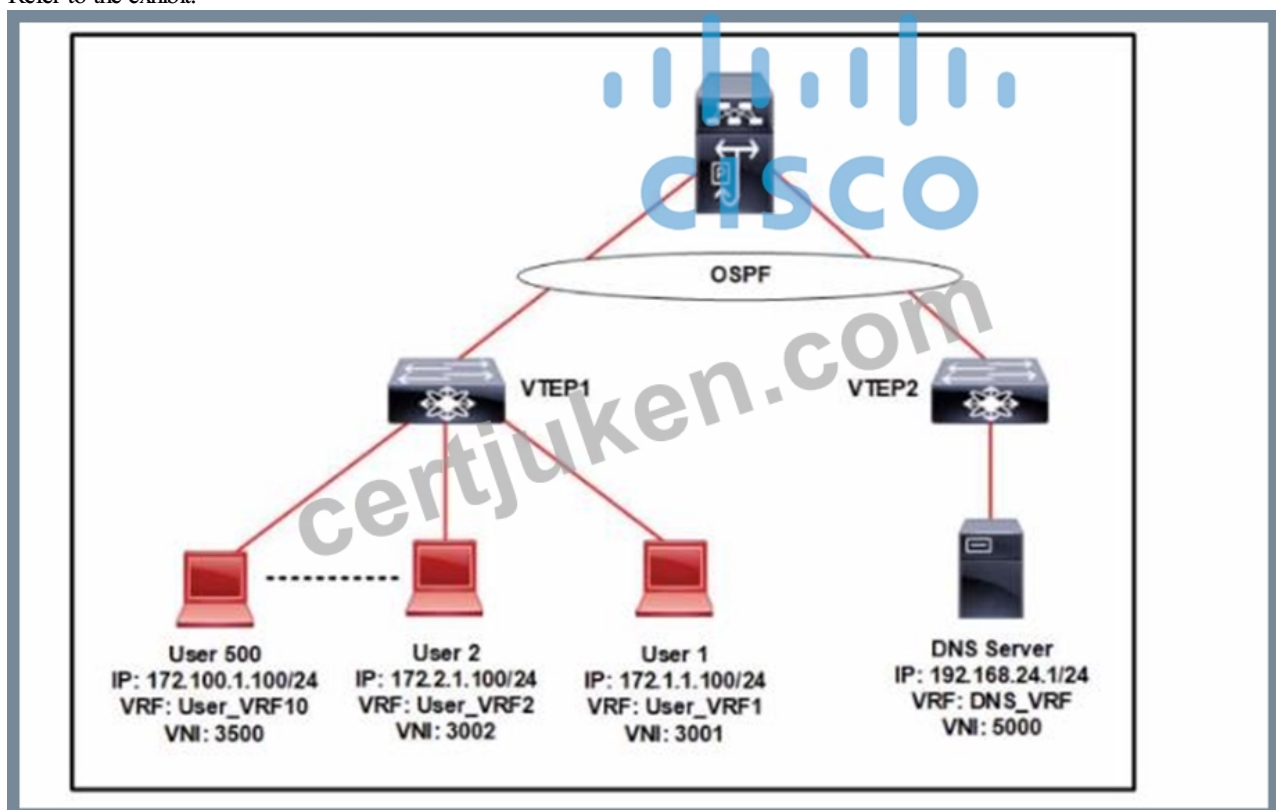 Refer to the exhibit.
cisco
OSPF
VTEP1
VTEP2
certjuken.com
User 500
IP: 172.100.1.100/24
VRF: User_VRF10
VNI: 3500
User 2
IP: 172.2.1.100/24
VRF: User_VRF2
VNI: 3002
User 1
IP: 172.1.1.100/24
VRF: User_VRF1
VNI: 3001
DNS Server
IP: 192.168.24.1/24
VRF: DNS_VRF
VNI: 5000